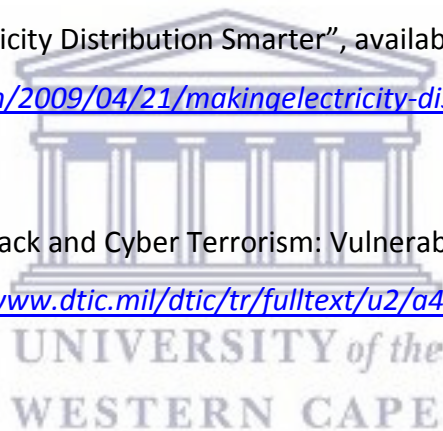 icity Distribution Smarter”, availab
n/2009/04/21/makingelectricity-dis
ack and Cyber Terrorism: Vulnerab
www.dtic.mil/dtic/tr/fulltext/u2/a4
UNIVERSITY of the
WESTERN CAPE